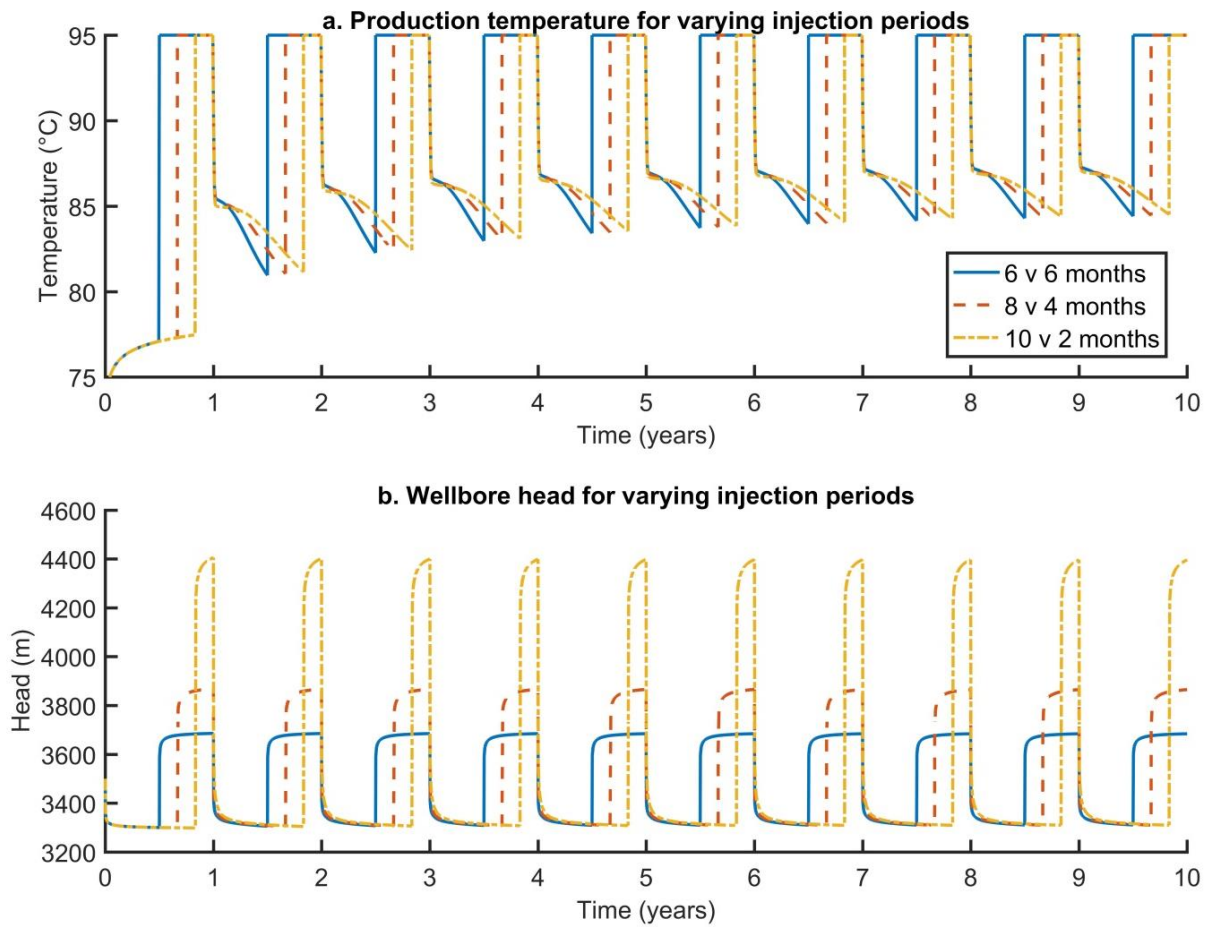 a. Production temperature for varying injection periods
95
90
85
80
75
Temperature (°C)
6 v 6 months
8 v 4 months
10 v 2 months
0 1 2 3 4 5 6 7 8 9 10
Time (years)
b. Wellbore head for varying injection periods
4600
4400
4200
4000
3800
3600
3400
3200
Head (m)
0 1 2 3 4 5 6 7 8 9 10
Time (years)